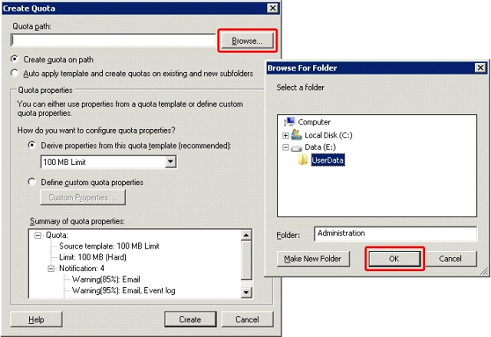 Create Quota
Quota path:
Browse...
Create quota on path
Auto apply template and create quotas on existing and new subfolders
Quota properties
You can either use properties from a quota template or define custom
quota properties.
How do you want to configure quota properties?
Derive properties from this quota template (recommended):
100 MB Limit
Define custom quota properties
Custom Properties...
Summary of quota properties:
Quota:
Source template: 100 MB Limit
Limit: 100 MB (Hard)
Notification: 4
Warning(85%): Email
Warning(95%): Email, Event log
Help
Create
Cancel
Browse For Folder
Select a folder
Computer
Local Disk (C:)
Data (E:)
UserData
Folder:
Administration
Make New Folder
OK
Cancel